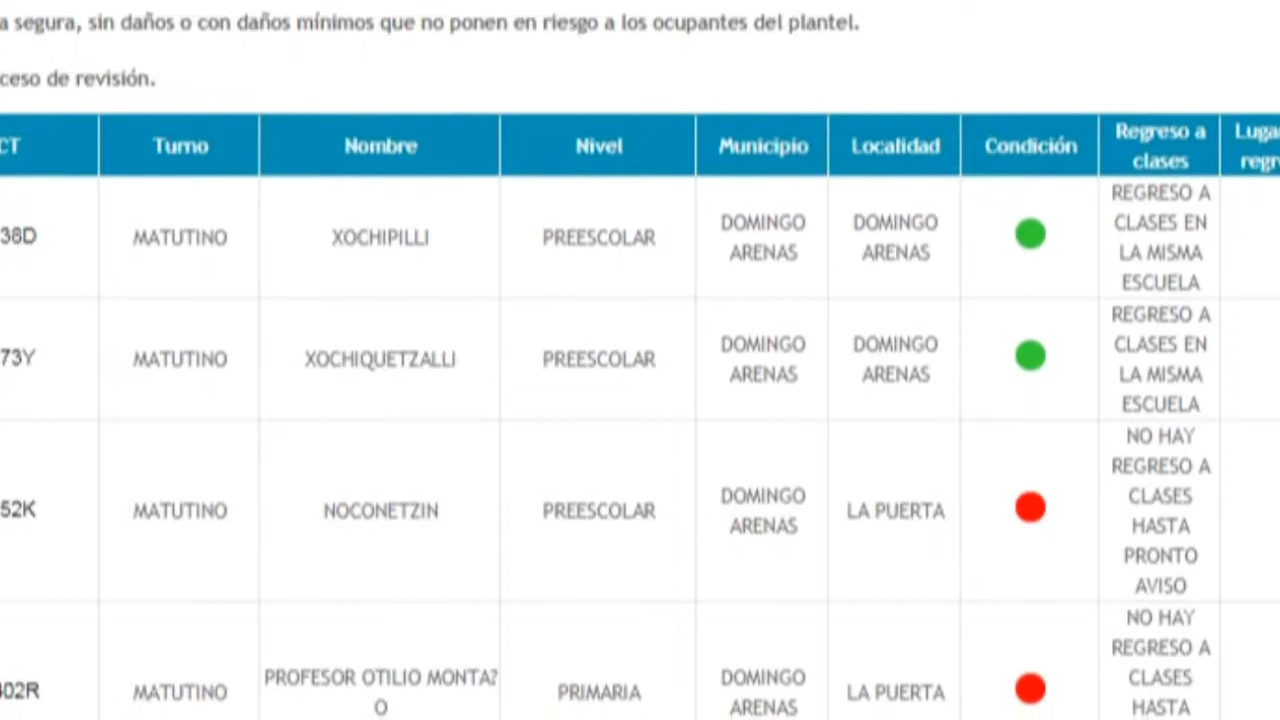 a segura, sin daños o con daños mínimos que no ponen en riesgo a los ocupantes del plantel.
ceso de revisión.
CT Turno Nombre Nivel Municipio Localidad Condición Regreso a clases Lugar regre
38D MATUTINO XOCHIPILLI PREESCOLAR DOMINGO ARENAS DOMINGO ARENAS REGRESO A CLASES EN LA MISMA ESCUELA
73Y MATUTINO XOCHIQUETZALLI PREESCOLAR DOMINGO ARENAS DOMINGO ARENAS REGRESO A CLASES EN LA MISMA ESCUELA
52K MATUTINO NOCONETZIN PREESCOLAR DOMINGO ARENAS LA PUERTA NO HAY REGRESO A CLASES HASTA PRONTO AVISO
402R MATUTINO PROFESOR OTILIO MONTA? O PRIMARIA DOMINGO ARENAS LA PUERTA NO HAY REGRESO A CLASES HASTA